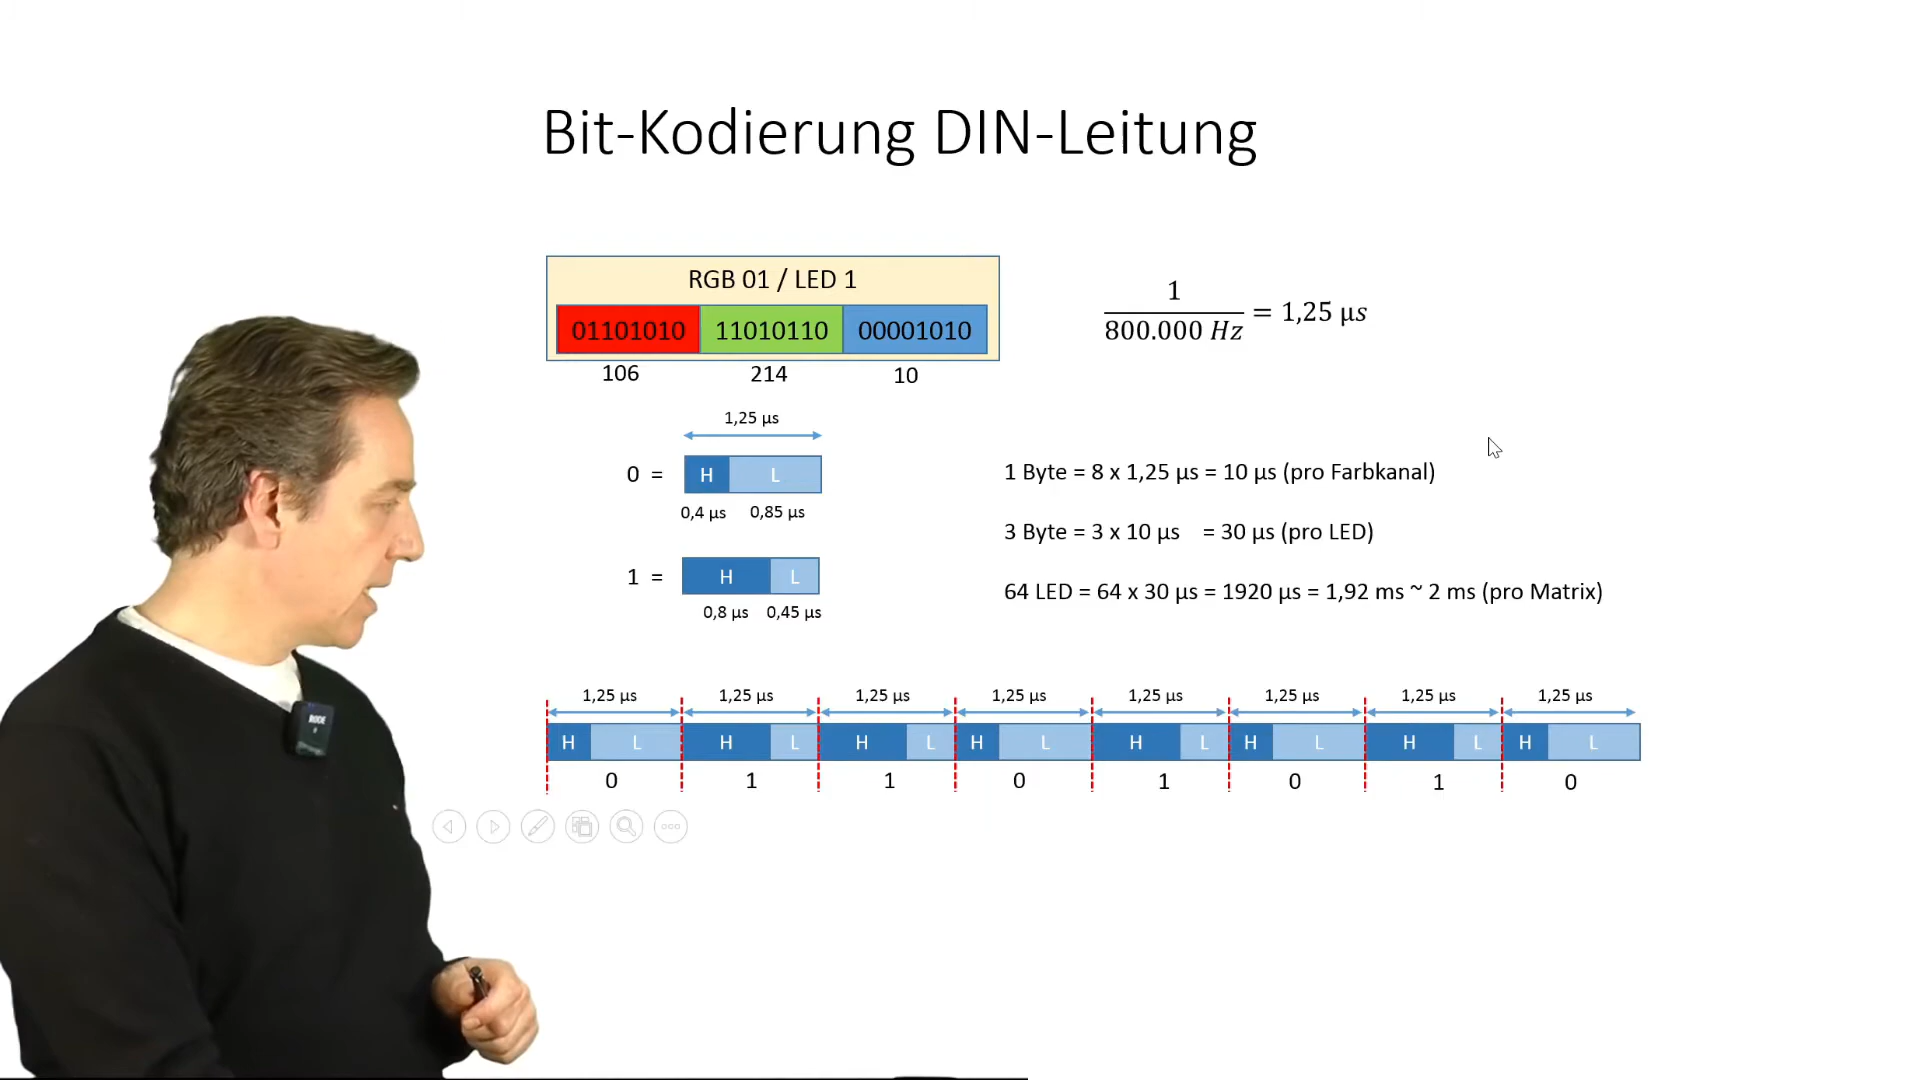 Bit-Kodierung DIN-Leitung
RGB 01 / LED 1
01101010 11010110 00001010
106 214 10
1
800.000 Hz
= 1,25 µs
1,25 µs
0 = H L
0,4 µs 0,85 µs
1 = H L
0,8 µs 0,45 µs
1 Byte = 8 x 1,25 µs = 10 µs (pro Farbkanal)
3 Byte = 3 x 10 µs = 30 µs (pro LED)
64 LED = 64 x 30 µs = 1920 µs = 1,92 ms ~ 2 ms (pro Matrix)
1,25 µs 1,25 µs 1,25 µs 1,25 µs 1,25 µs 1,25 µs 1,25 µs 1,25 µs
H L H L H L H L H L H L H L H L
0 1 1 0 1 0 1 0
RODE